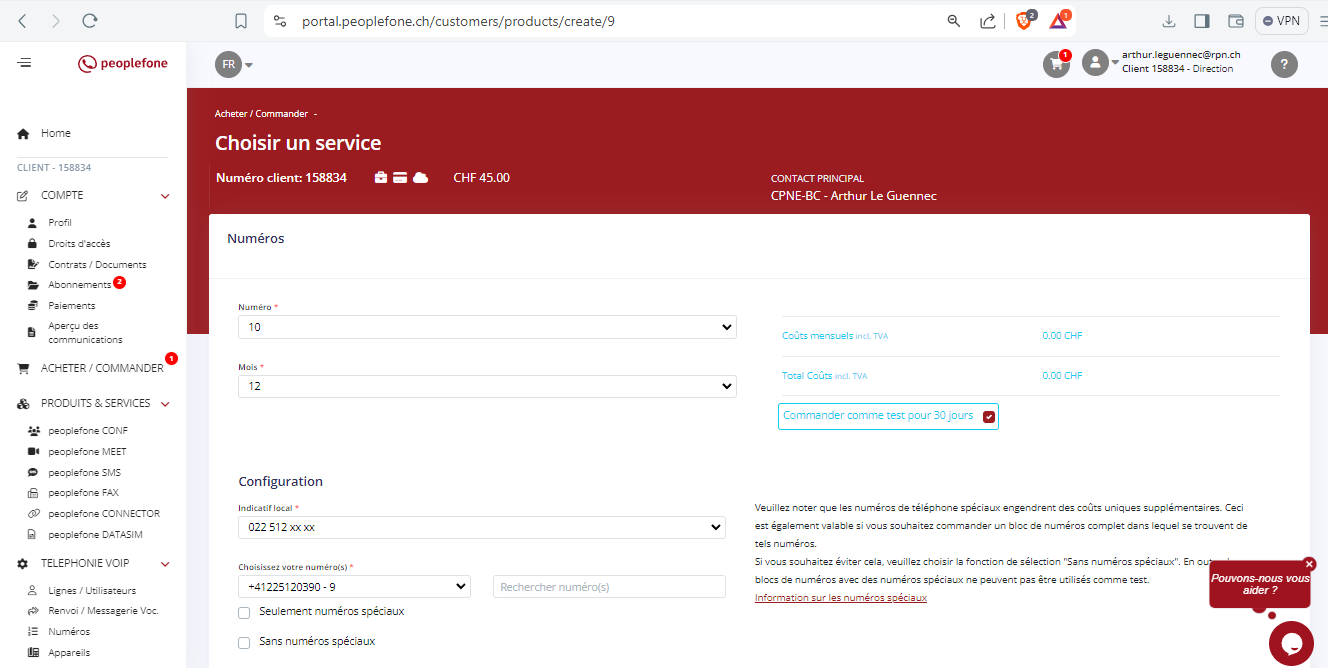 portal.peoplefone.ch/customers/products/create/9
2
1
VPN
peoplefone
FR
1
arthur.leguennec@rpn.ch
Client 158834 - Direction
?
Home
CLIENT - 158834
COMPTE
Profil
Droits d'accès
Contrats / Documents
Abonnements 2
Paiements
Aperçu des
communications
ACHETER / COMMANDER 1
PRODUITS & SERVICES
peoplefone CONF
peoplefone MEET
peoplefone SMS
peoplefone FAX
peoplefone CONNECTOR
peoplefone DATASIM
TELEPHONIE VOIP
Lignes / Utilisateurs
Renvoi / Messagerie Voc.
Numéros
Appareils
Acheter / Commander -
Choisir un service
Numéro client: 158834 CHF 45.00
CONTACT PRINCIPAL
CPNE-BC - Arthur Le Guennec
Numéros
Numéro *
10
Mois *
12
Coûts mensuels incl. TVA 0.00 CHF
Total Coûts incl. TVA 0.00 CHF
Commander comme test pour 30 jours
Configuration
Indicatif local *
022 512 xx xx
Choisissez votre numéro(s) *
+41225120390 - 9
Rechercher numéro(s)
Seulement numéros spéciaux
Sans numéros spéciaux
Veuillez noter que les numéros de téléphone spéciaux engendrent des coûts uniques supplémentaires. Ceci
est également valable si vous souhaitez commander un bloc de numéros complet dans lequel se trouvent de
tels numéros.
Si vous souhaitez éviter cela, veuillez choisir la fonction de sélection "Sans numéros spéciaux". En
blocs de numéros avec des numéros spéciaux ne peuvent pas être utilisés comme test.
Information sur les numéros spéciaux
Pouvons-nous vous
aider ?